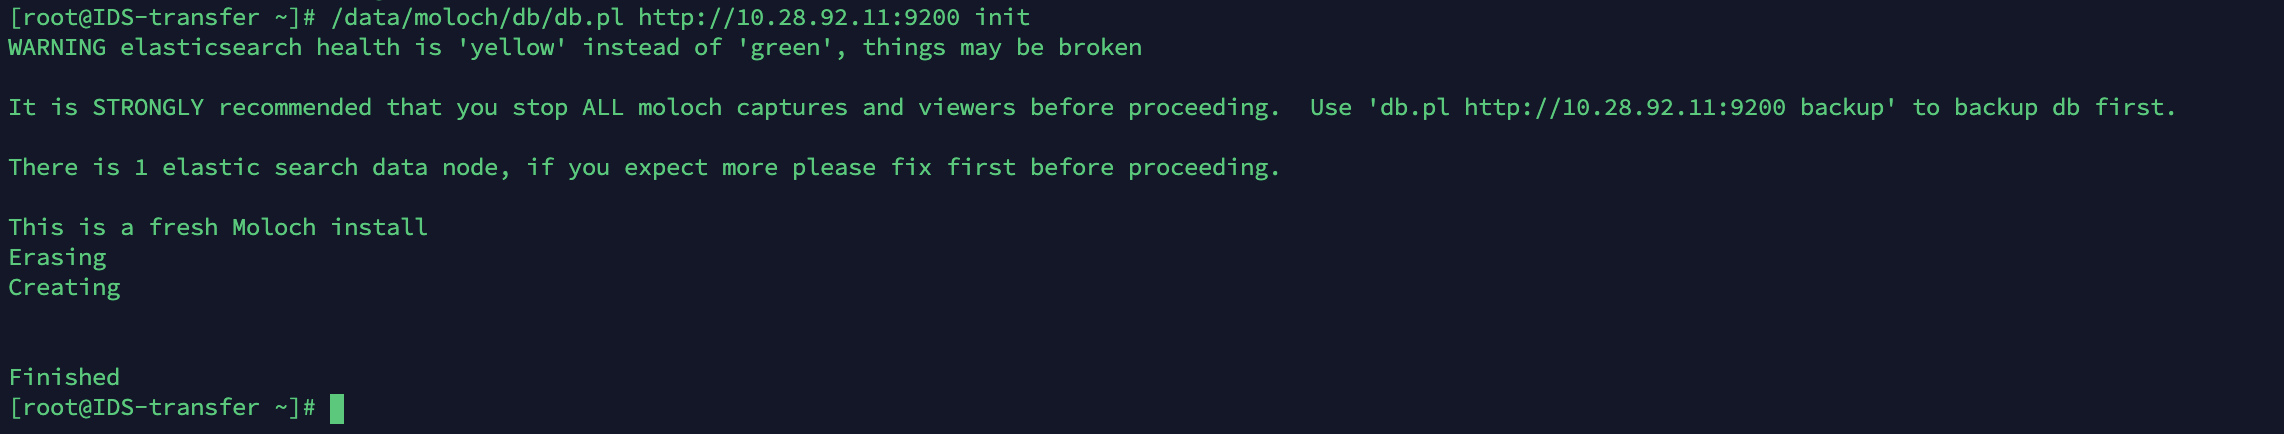 [root@IDS-transfer ~]# /data/moloch/db/db.pl http://10.28.92.11:9200 init
WARNING elasticsearch health is 'yellow' instead of 'green', things may be broken
It is STRONGLY recommended that you stop ALL moloch captures and viewers before proceeding.  Use 'db.pl http://10.28.92.11:9200 backup' to backup db first.
There is 1 elastic search data node, if you expect more please fix first before proceeding.
This is a fresh Moloch install
Erasing
Creating
Finished
[root@IDS-transfer ~]#